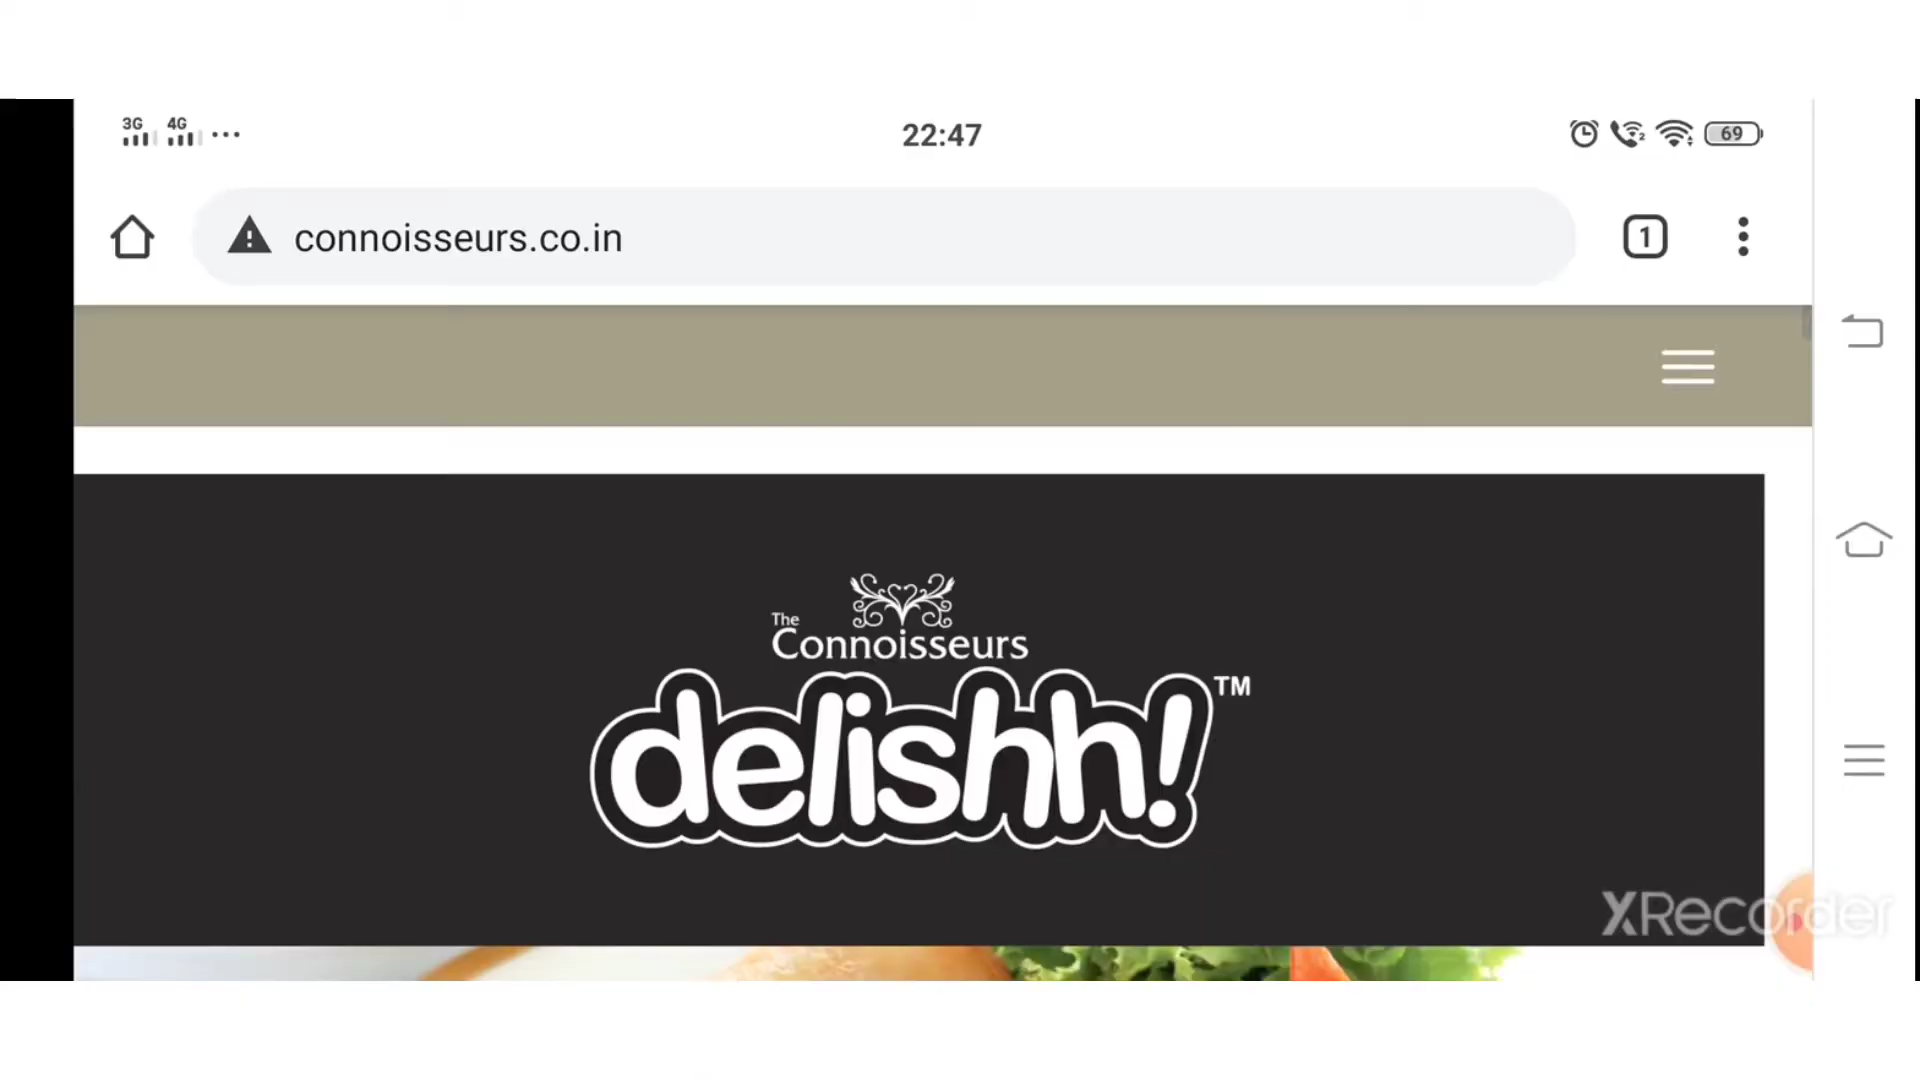 3G 4G ... 22:47 69
connoisseurs.co.in 1
The
Connoisseurs
delishh!™
XRecorder